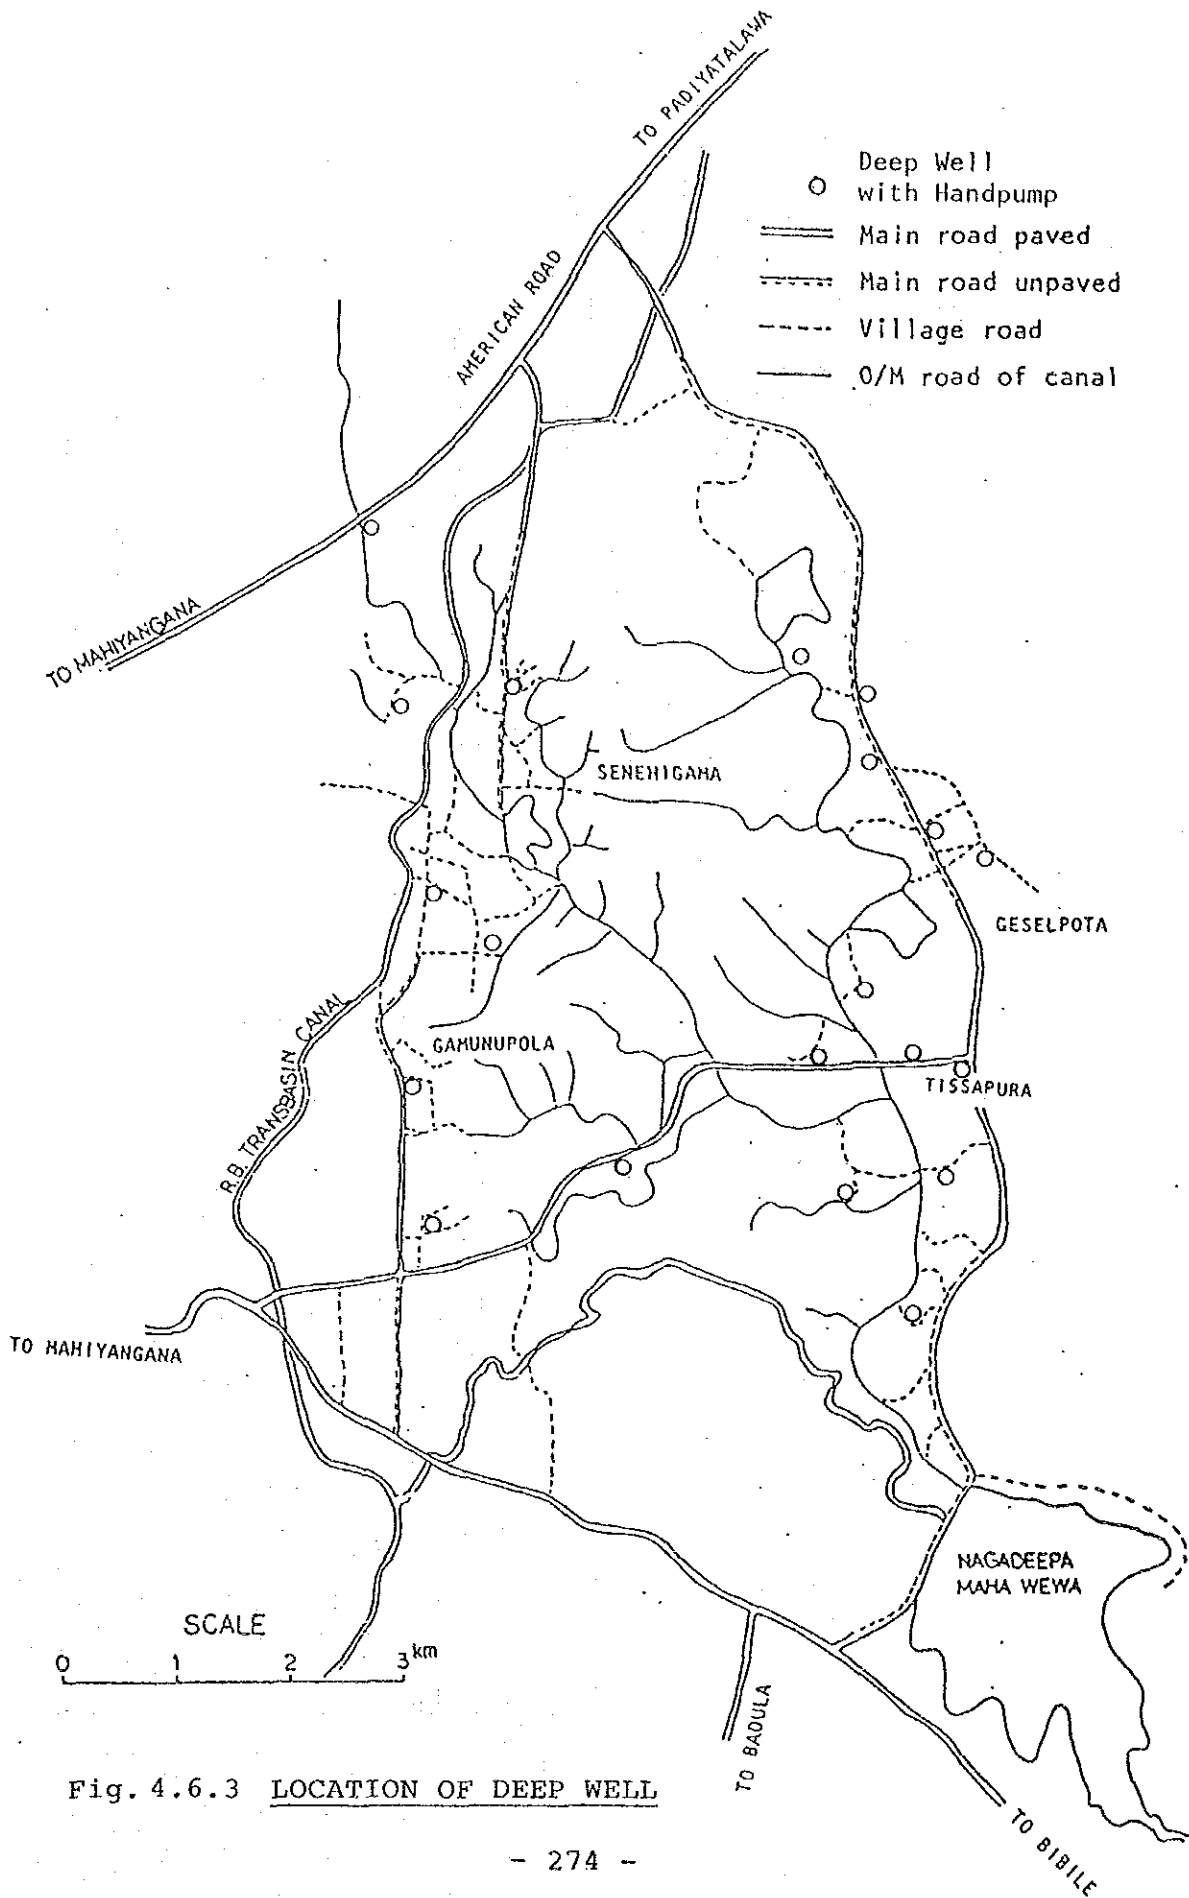 TO PADIYATALAWA
Deep Well
with Handpump
Main road paved
Main road unpaved
Village road
O/M road of canal
AMERICAN ROAD
TO MAHIYANGANA
SENEHIGAMA
GESELPOTA
R.B. TRANSBASIN CANAL
GAMUNUPOLA
TISSAPURA
TO MAHIYANGANA
NAGADEEPA
MAHA WEWA
SCALE
0 1 2 3 km
TO BADULA
TO BIBILE
Fig. 4.6.3 LOCATION OF DEEP WELL
- 274 -